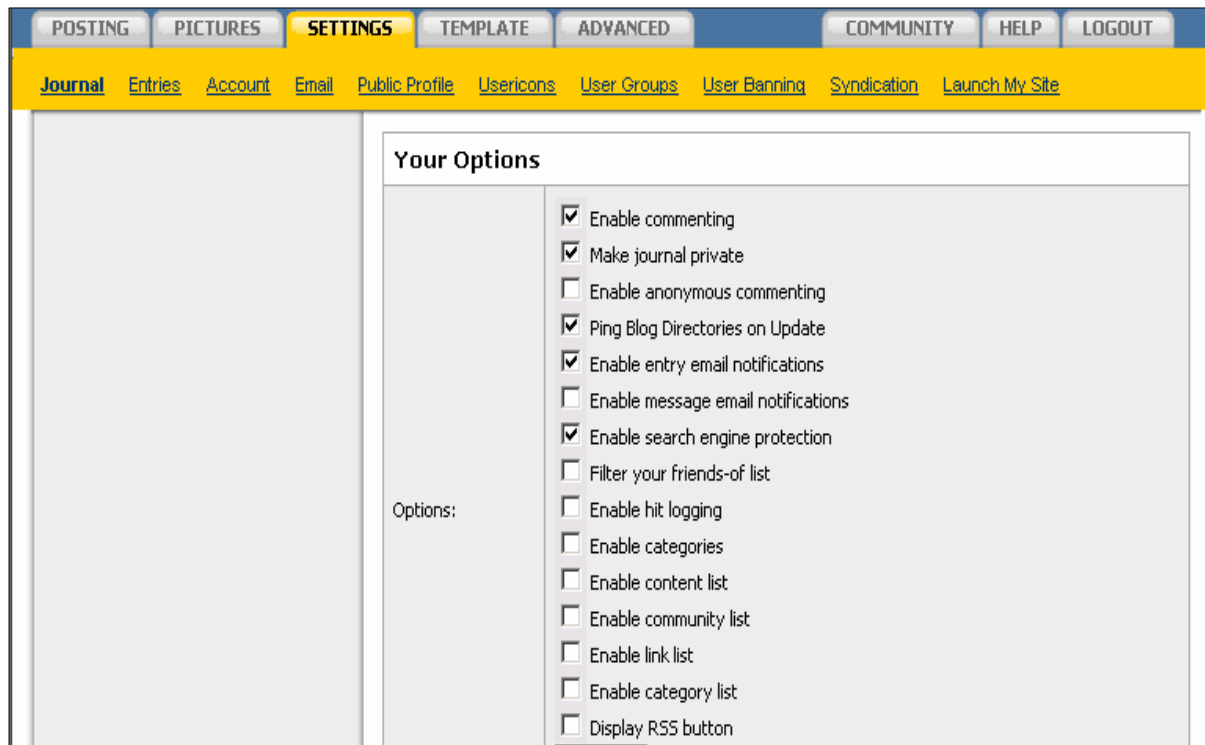 POSTING PICTURES SETTINGS TEMPLATE ADVANCED COMMUNITY HELP LOGOUT
Journal Entries Account Email Public Profile Usericons User Groups User Banning Syndication Launch My Site
Your Options
Options:
Enable commenting
Make journal private
Enable anonymous commenting
Ping Blog Directories on Update
Enable entry email notifications
Enable message email notifications
Enable search engine protection
Filter your friends-of list
Enable hit logging
Enable categories
Enable content list
Enable community list
Enable link list
Enable category list
Display RSS button